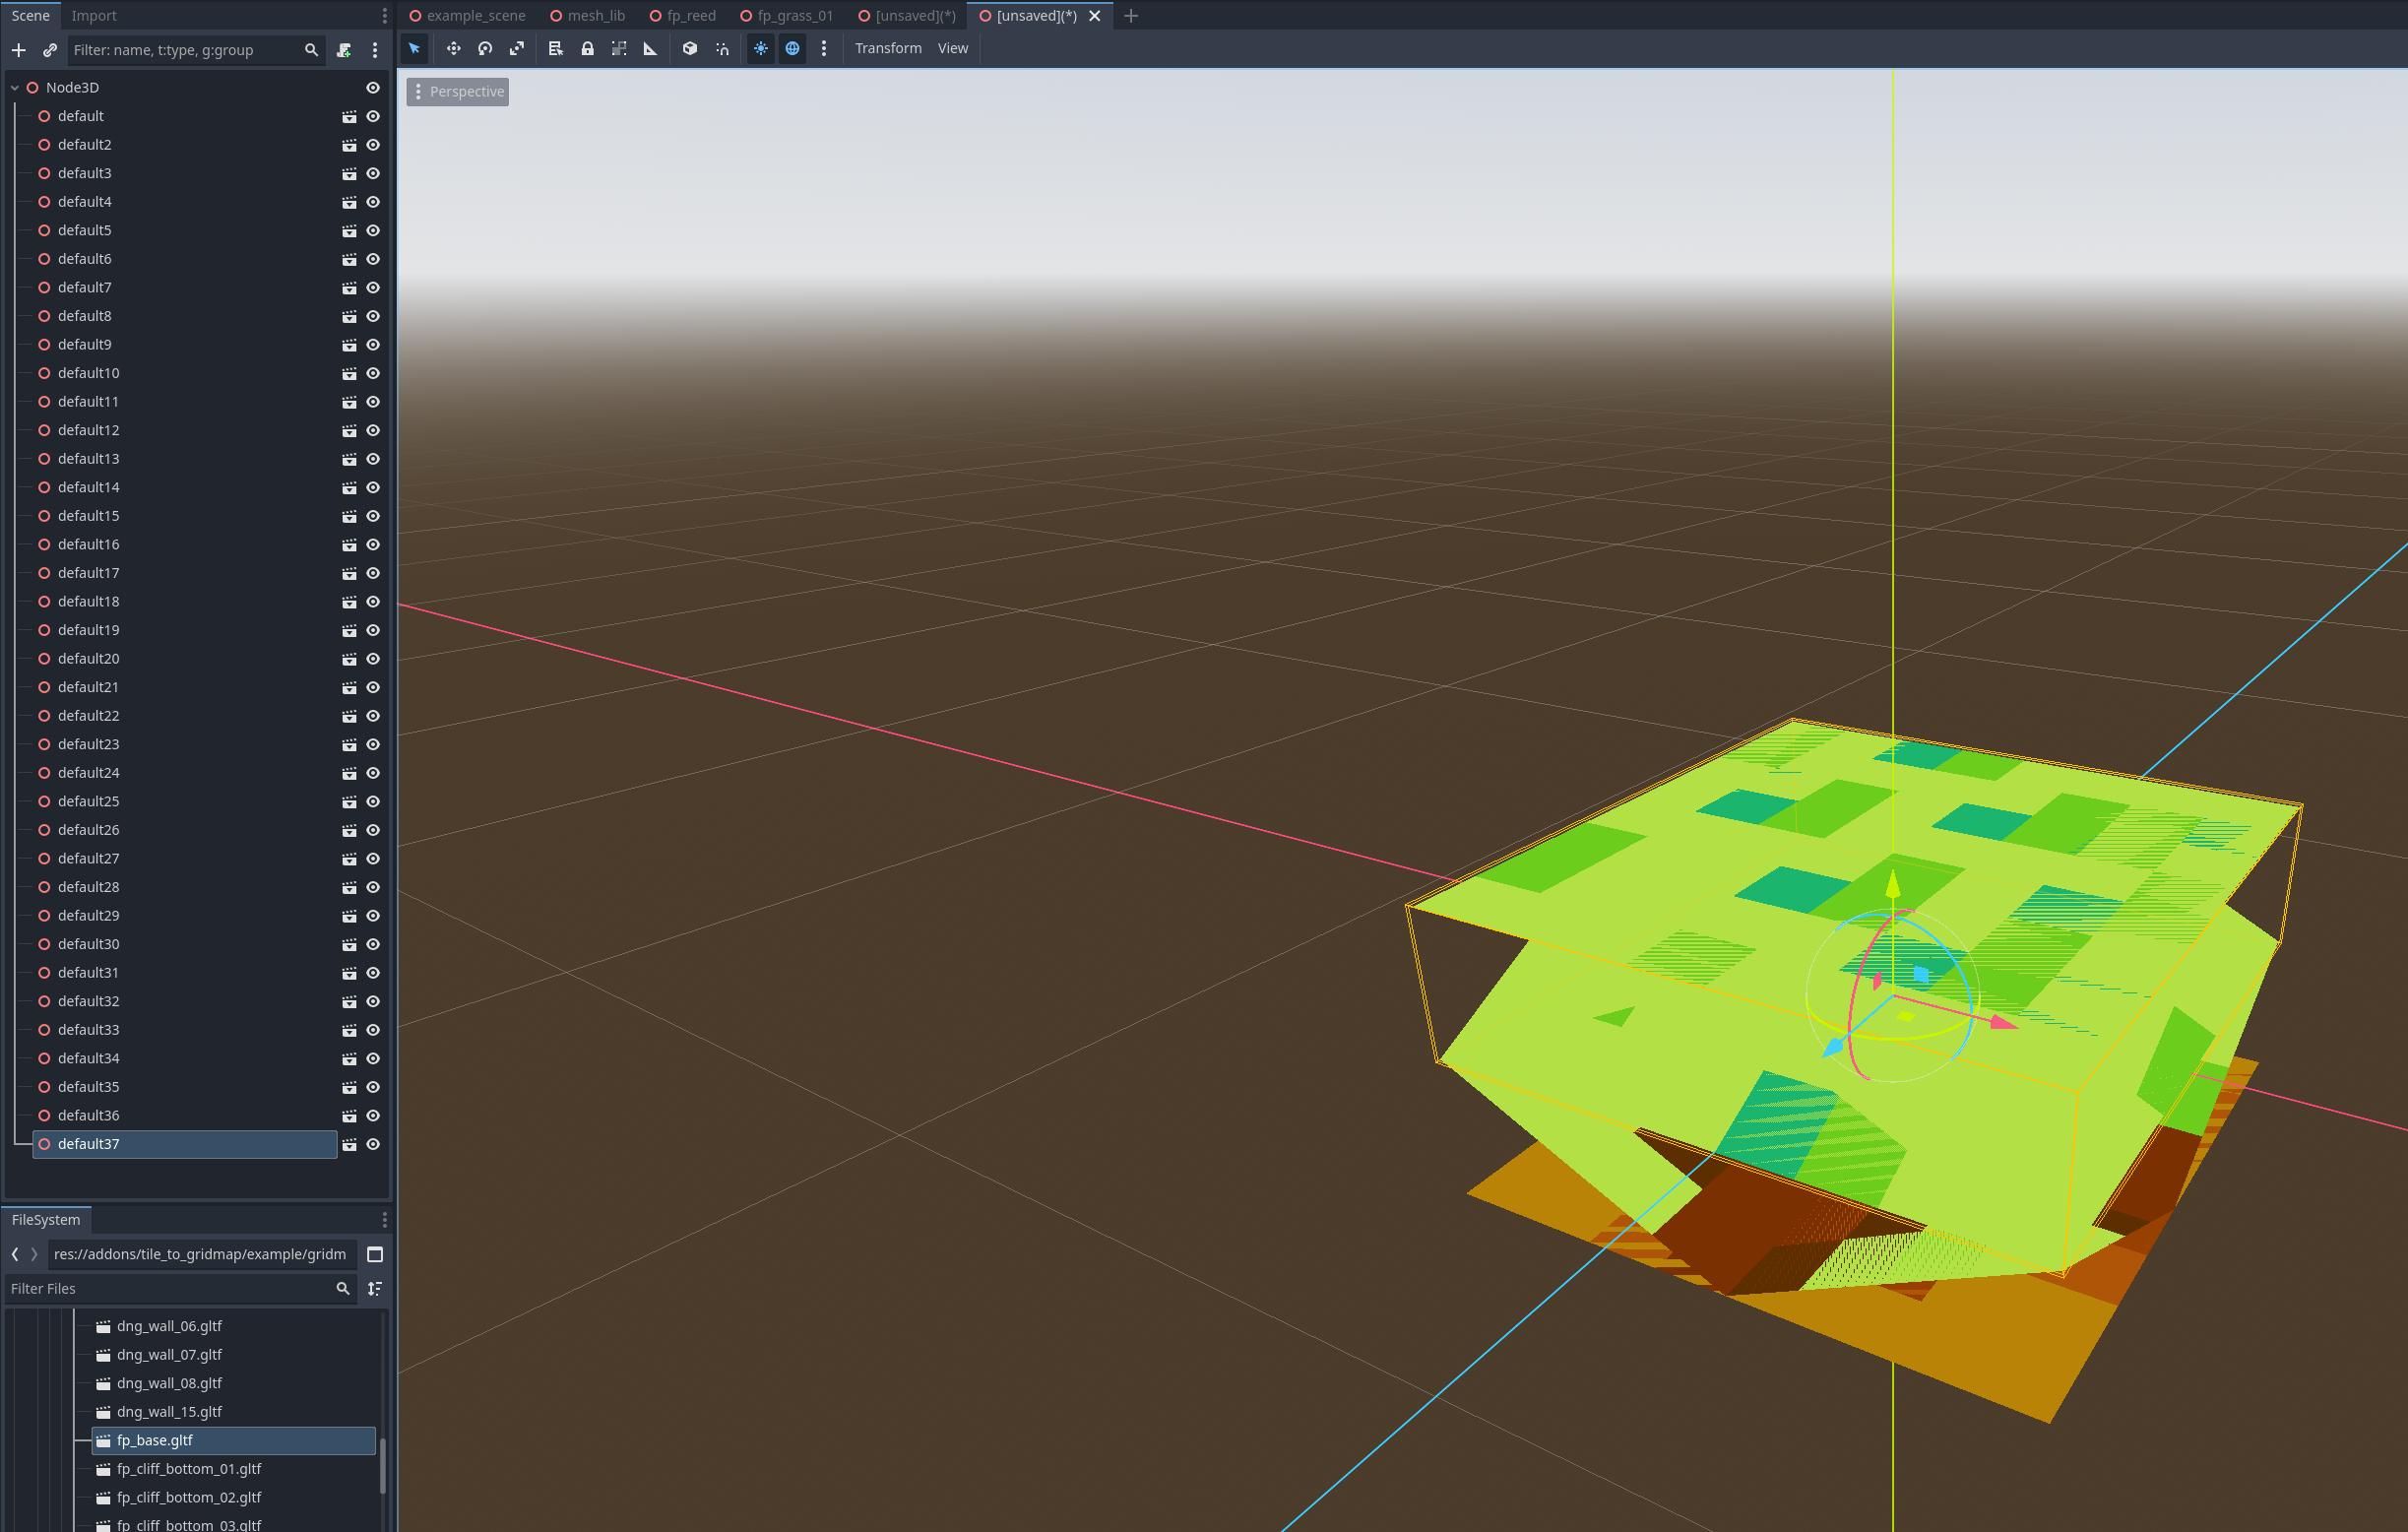 Scene Import
example_scene mesh_lib fp_reed fp_grass_01 [unsaved](*) [unsaved](*)
Filter: name, t:type, g:group
Transform View
Perspective
Node3D
default
default2
default3
default4
default5
default6
default7
default8
default9
default10
default11
default12
default13
default14
default15
default16
default17
default18
default19
default20
default21
default22
default23
default24
default25
default26
default27
default28
default29
default30
default31
default32
default33
default34
default35
default36
default37
FileSystem
res://addons/tile_to_gridmap/example/gridm
Filter Files
dng_wall_06.gltf
dng_wall_07.gltf
dng_wall_08.gltf
dng_wall_15.gltf
fp_base.gltf
fp_cliff_bottom_01.gltf
fp_cliff_bottom_02.gltf
fp_cliff_bottom_03.gltf